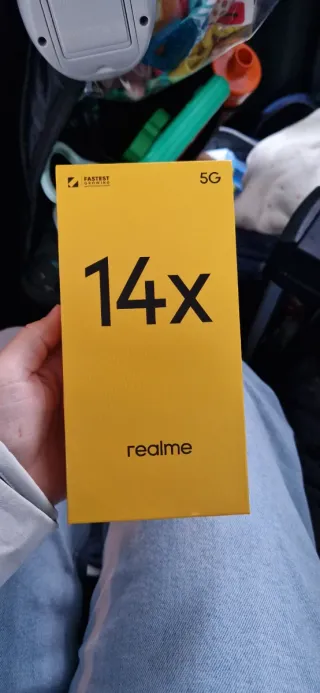 FASTEST
GROWING
5G
14x
realme